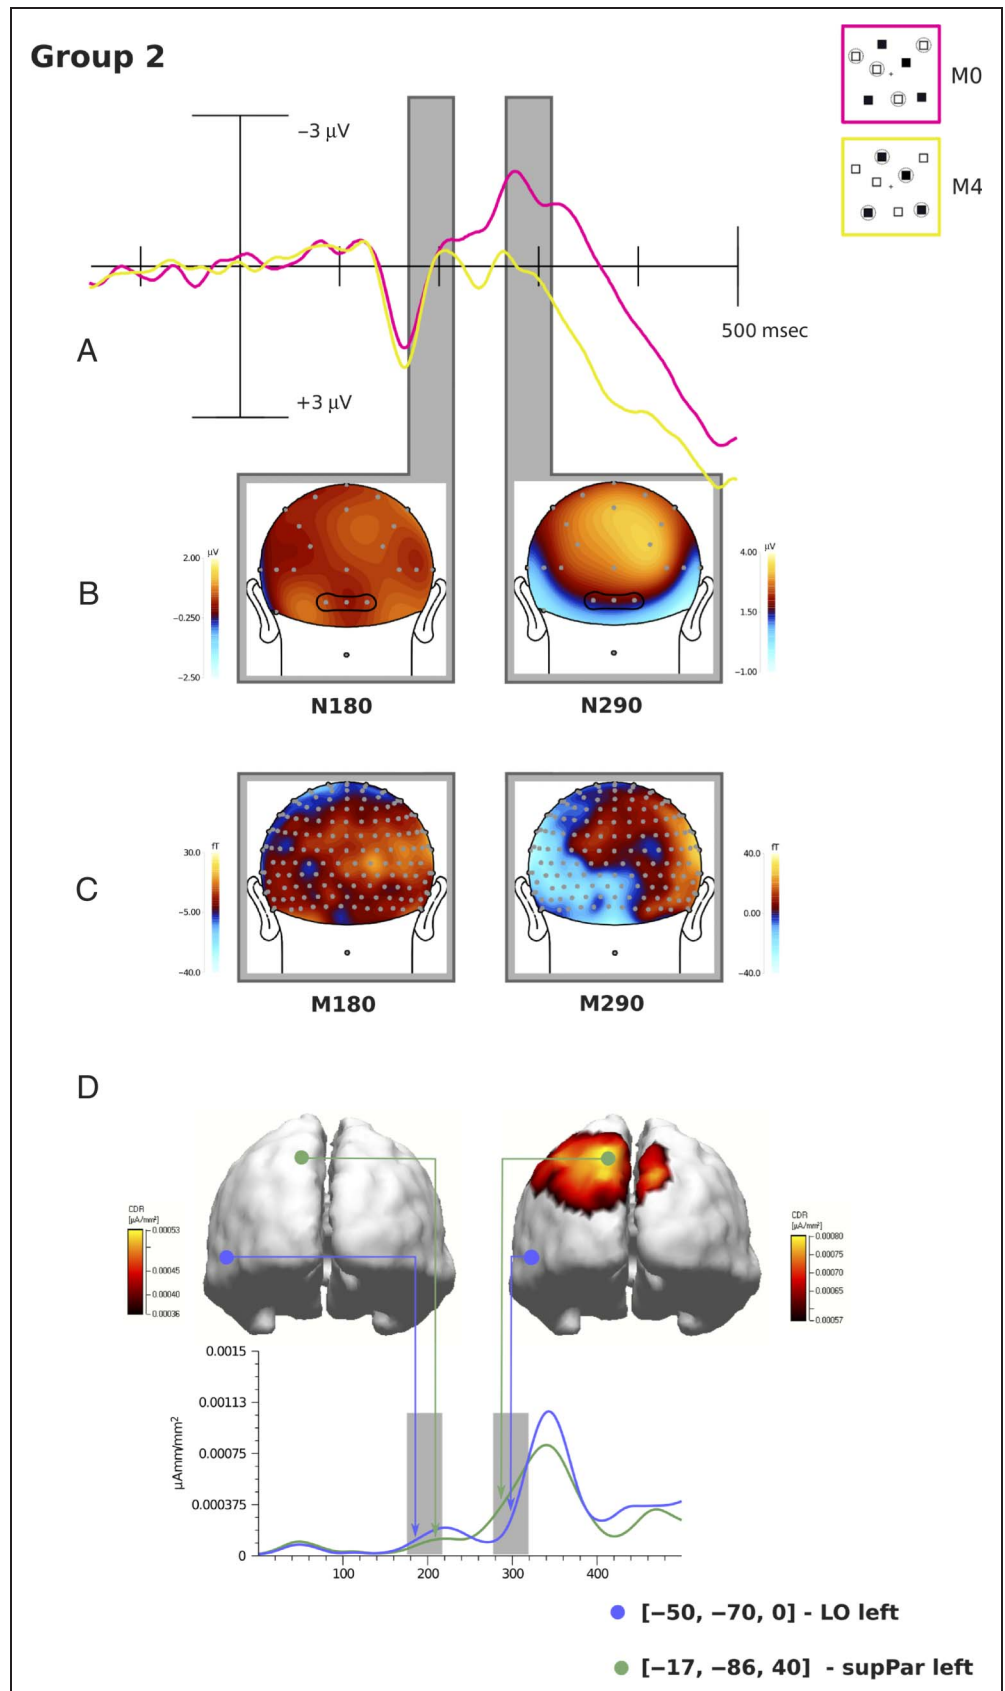 Group 2
M0
M4
−3 µV
+3 µV
500 msec
A
B
µV
2.00
−0.250
−2.50
µV
4.00
1.50
−1.00
N180
N290
C
fT
30.0
−5.00
−40.0
fT
40.0
0.00
−40.0
M180
M290
D
CDR
[µA/mm²]
0.00053
0.00045
0.00040
0.00036
CDR
[µA/mm²]
0.00080
0.00075
0.00070
0.00065
0.00057
µAmm/mm²
0.0015
0.00113
0.00075
0.000375
0
100 200 300 400
[−50, −70, 0] - LO left
[−17, −86, 40] - supPar left